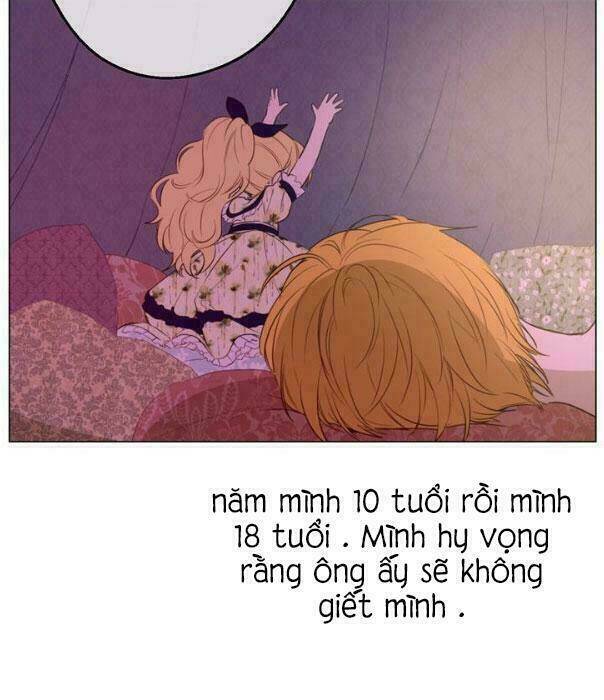 năm mình 10 tuổi rồi mình
18 tuổi . Mình hy vọng
rằng ông ấy sẽ không
giết mình .